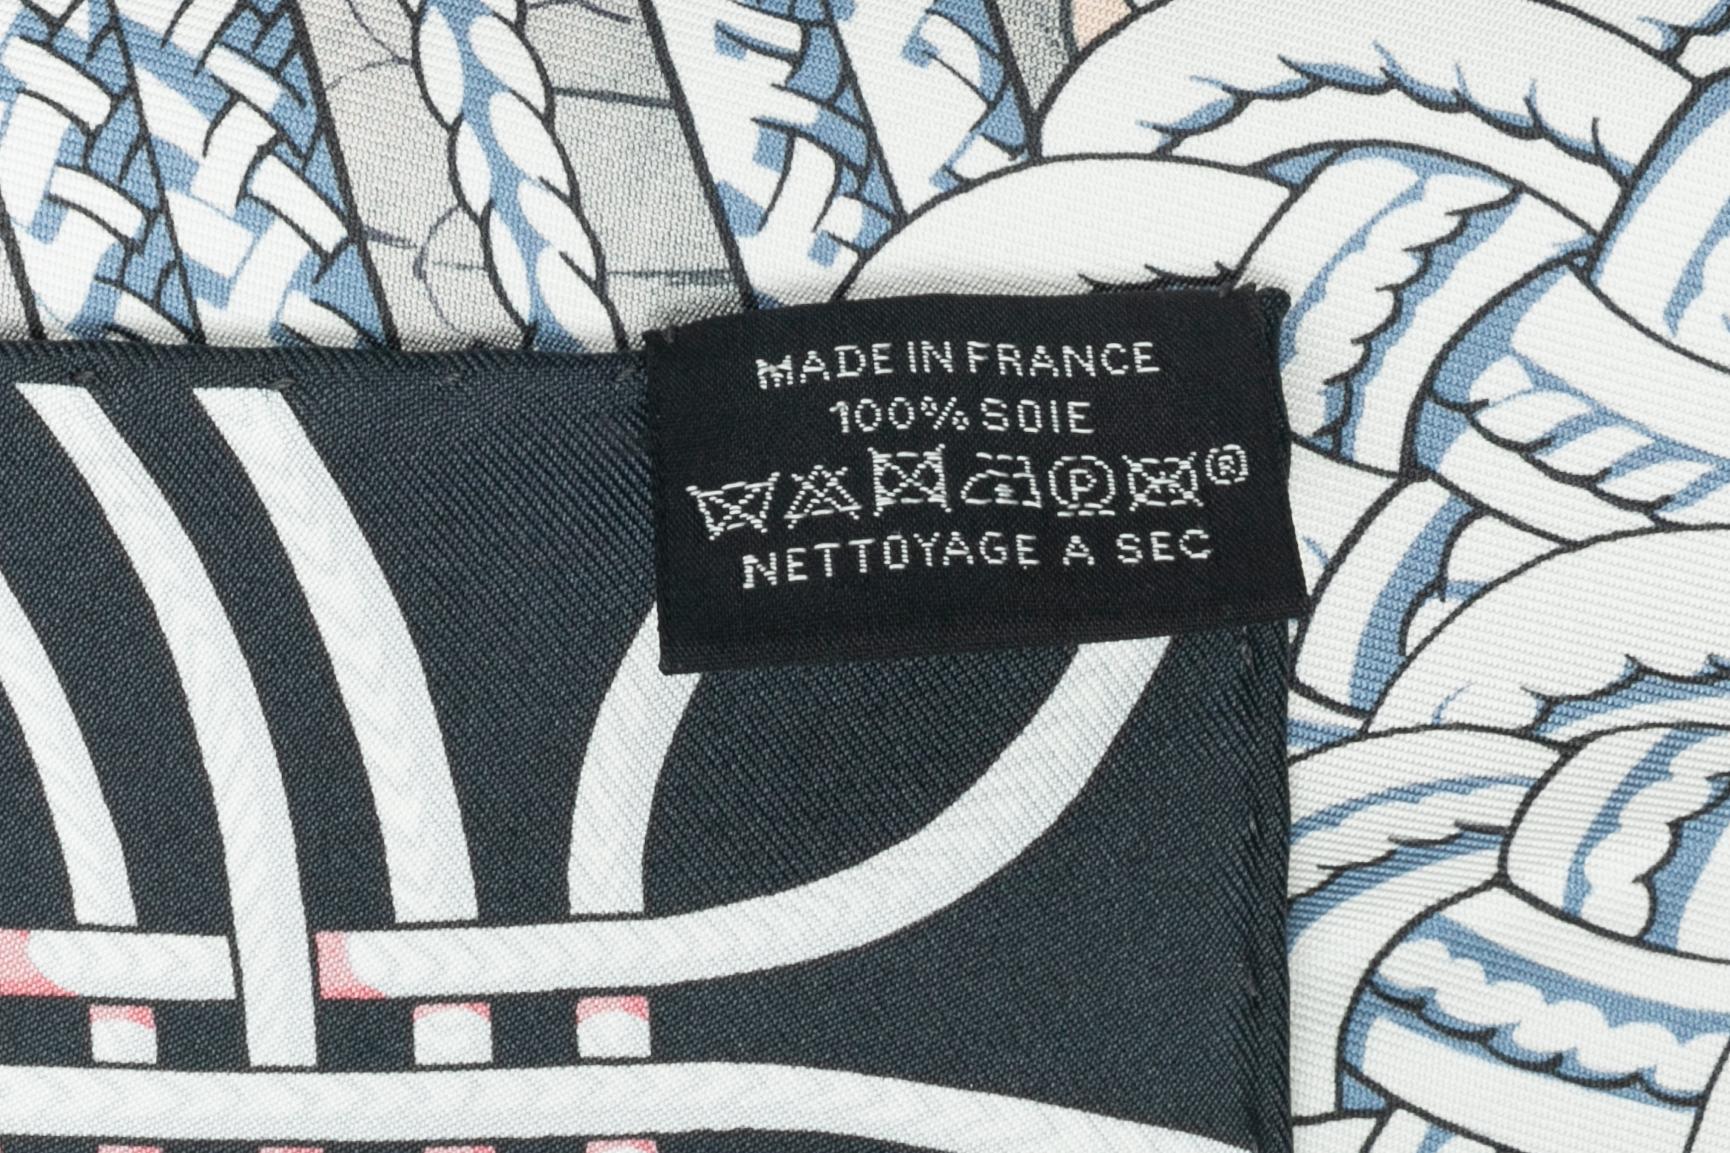 MADE IN FRANCE
100% SOIE
P ®
NETTOYAGE A SEC